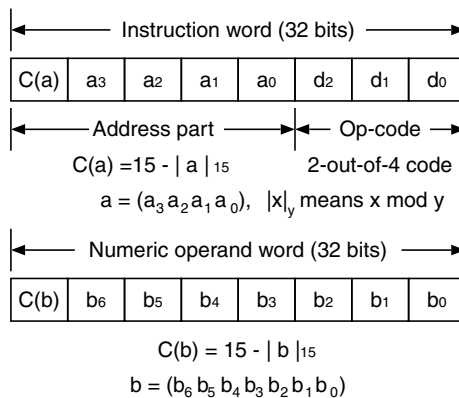 Instruction word (32 bits)
C(a) a3 a2 a1 a0 d2 d1 d0
Address part Op-code
C(a) =15 - | a | 15 2-out-of-4 code
a = (a3 a2 a1 a0), |x|y means x mod y
Numeric operand word (32 bits)
C(b) b6 b5 b4 b3 b2 b1 b0
C(b) = 15 - | b |15
b = (b6 b5 b4 b3 b2 b1 b0)